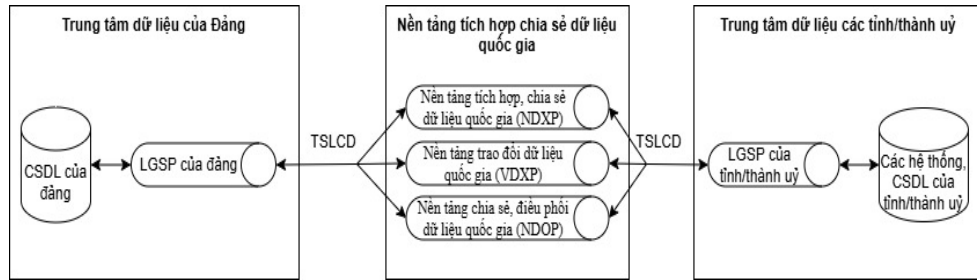 Trung tâm dữ liệu của Đảng
CSDL của
đảng
LGSP của đảng
TSLCD
Nền tảng tích hợp chia sẻ dữ liệu
quốc gia
Nền tảng tích hợp, chia sẻ
dữ liệu quốc gia (NDXP)
Nền tảng trao đổi dữ liệu
quốc gia (VDXP)
Nền tảng chia sẻ, điều phối
dữ liệu quốc gia (NDOP)
TSLCD
Trung tâm dữ liệu các tỉnh/thành uỷ
LGSP của
tỉnh/thành uỷ
Các hệ thống,
CSDL của
tỉnh/thành uỷ